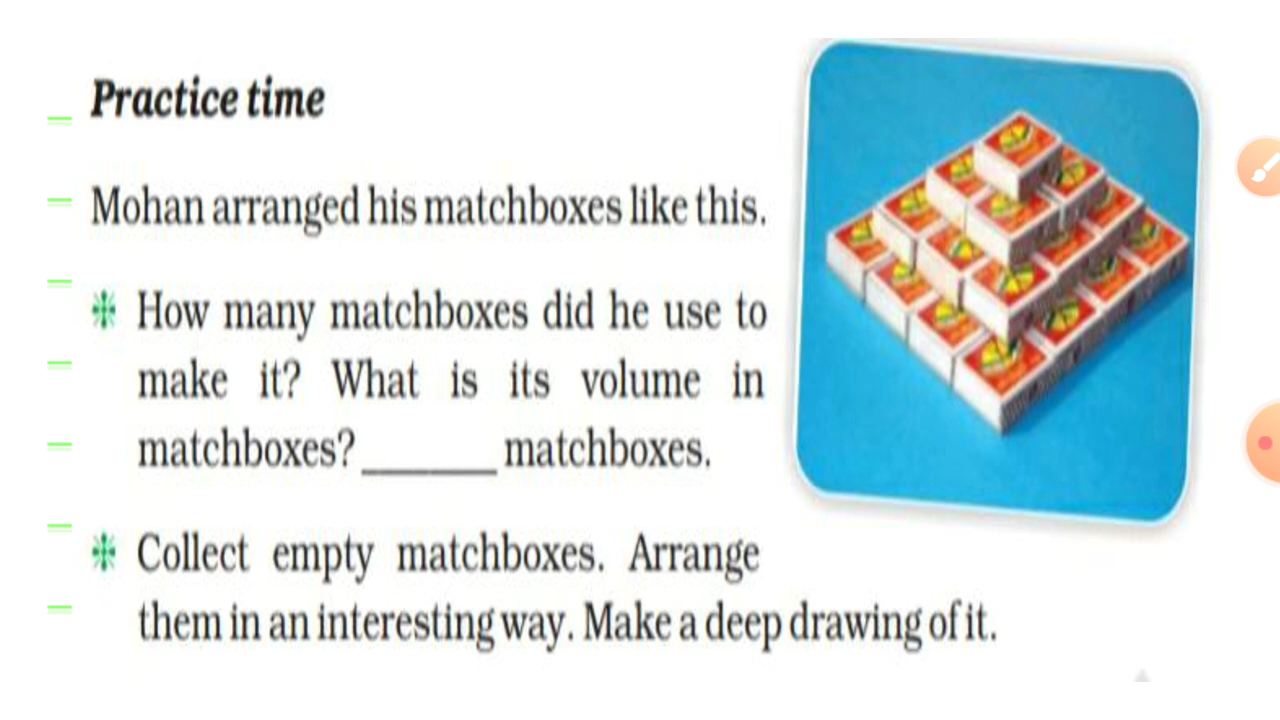 Practice time
Mohan arranged his matchboxes like this.
How many matchboxes did he use to
make it? What is its volume in
matchboxes? ______ matchboxes.
Collect empty matchboxes. Arrange
them in an interesting way. Make a deep drawing of it.